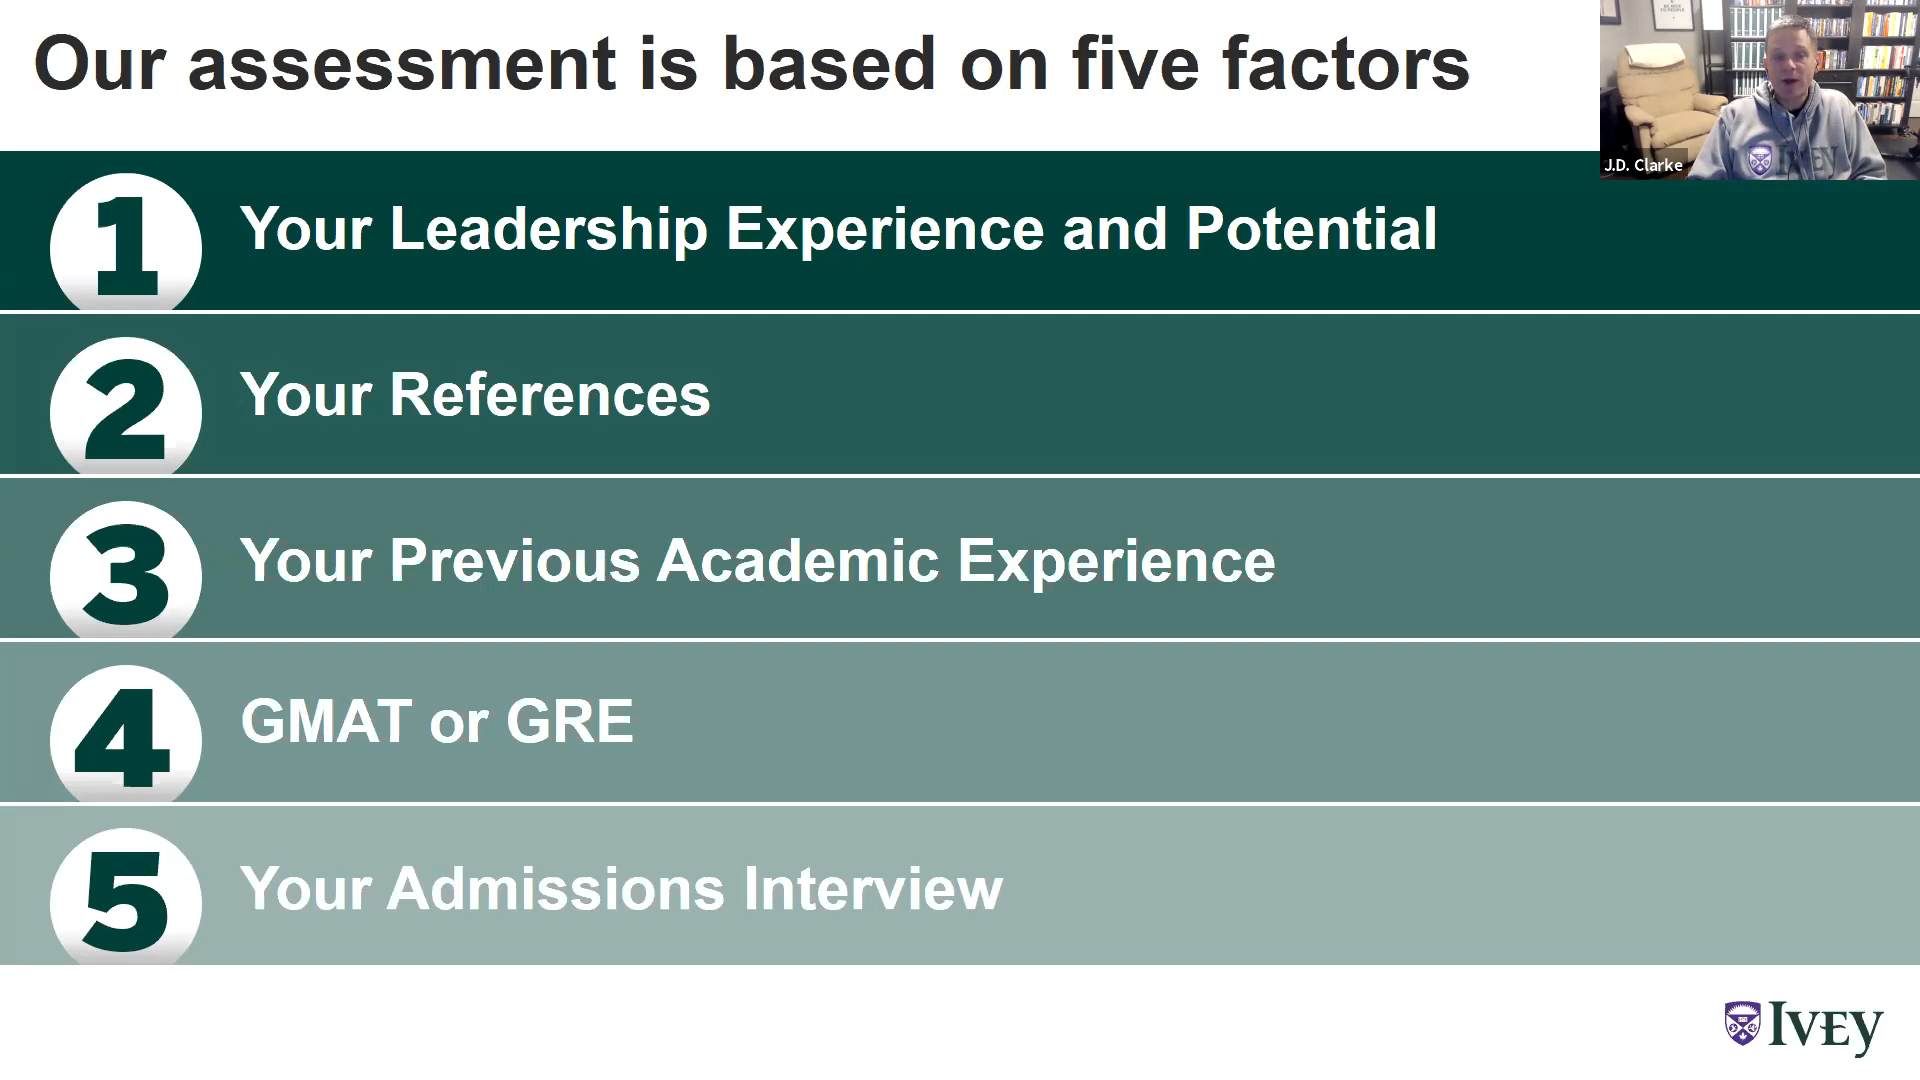 Our assessment is based on five factors
J.D. Clarke
IVEY
1
Your Leadership Experience and Potential
2
Your References
3
Your Previous Academic Experience
4
GMAT or GRE
5
Your Admissions Interview
IVEY